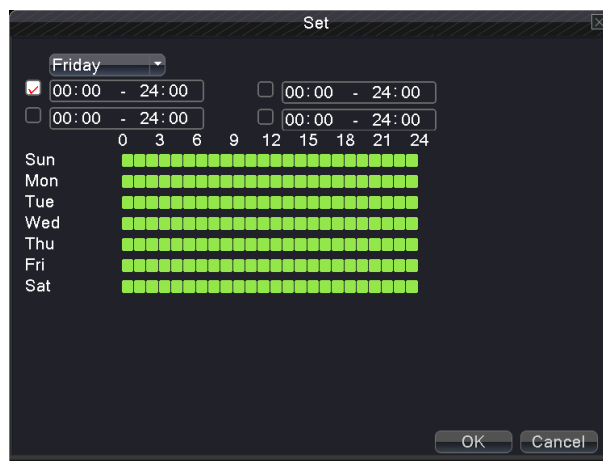 Set
Friday
00:00 - 24:00 00:00 - 24:00
00:00 - 24:00 00:00 - 24:00
0 3 6 9 12 15 18 21 24
Sun
Mon
Tue
Wed
Thu
Fri
Sat
OK Cancel